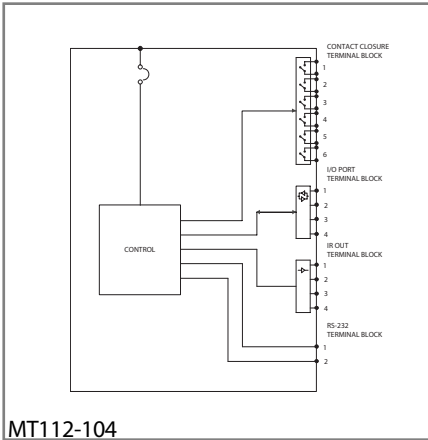 CONTACT CLOSURE
TERMINAL BLOCK
1
2
3
4
5
6
I/O PORT
TERMINAL BLOCK
1
2
3
4
CONTROL
IR OUT
TERMINAL BLOCK
1
2
3
4
RS-232
TERMINAL BLOCK
1
2
MT112-104